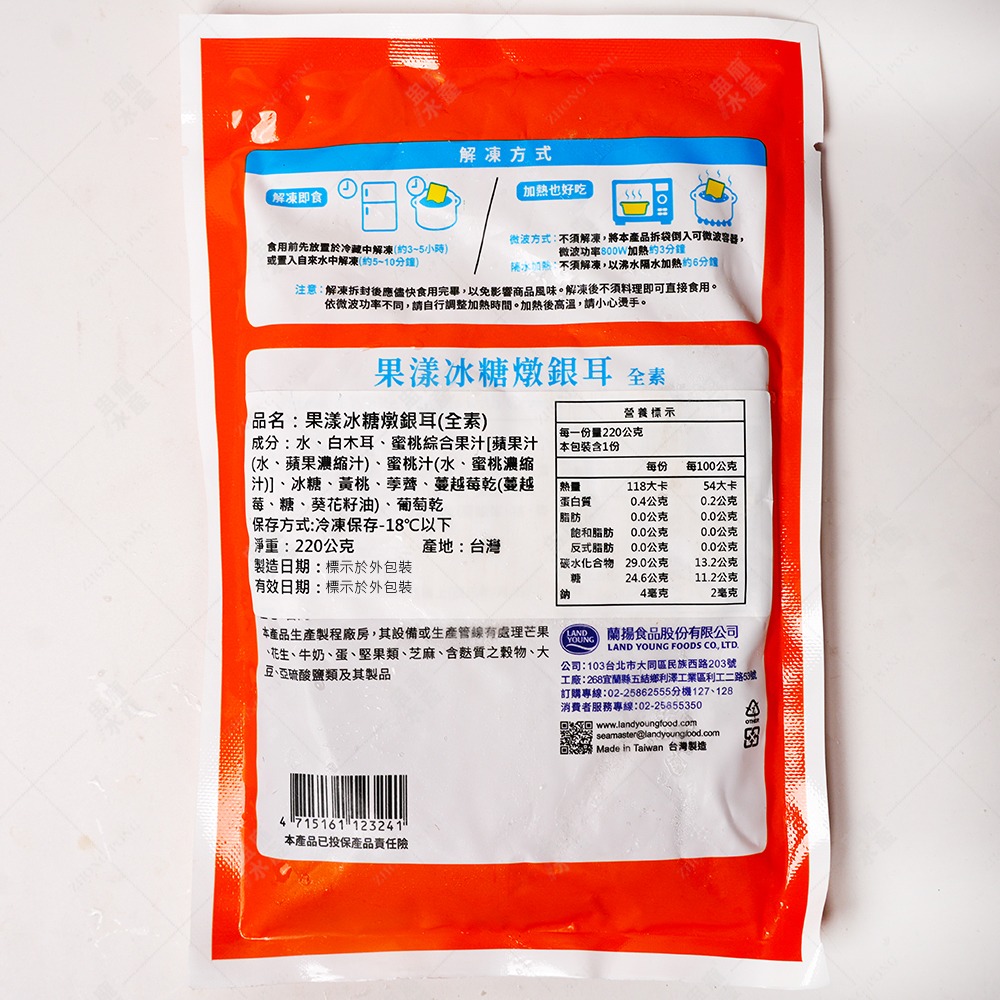 解凍方式
解凍即食
加熱也好吃
食用前先放置於冷藏中解凍(約3~5小時)
或置入自來水中解凍(約5~10分鐘)
微波方式：不須解凍，將本產品拆袋倒入可微波容器，
微波功率800W加熱約3分鐘
隔水加熱：不須解凍，以沸水隔水加熱約6分鐘
注意：解凍拆封後應儘快食用完畢，以免影響商品風味。解凍後不須料理即可直接食用。
依微波功率不同，請自行調整加熱時間。加熱後高溫，請小心燙手。
果漾冰糖燉銀耳 全素
品名：果漾冰糖燉銀耳(全素)
成分：水、白木耳、蜜桃綜合果汁[蘋果汁
(水、蘋果濃縮汁)、蜜桃汁(水、蜜桃濃縮
汁)]、冰糖、黃桃、荸薺、蔓越莓乾(蔓越
莓、糖、葵花籽油)、葡萄乾
保存方式:冷凍保存-18℃以下
淨重：220公克 產地：台灣
製造日期：標示於外包裝
有效日期：標示於外包裝
營養標示
每一份量220公克
本包裝含1份
每份 每100公克
熱量 118大卡 54大卡
蛋白質 0.4公克 0.2公克
脂肪 0.0公克 0.0公克
飽和脂肪 0.0公克 0.0公克
反式脂肪 0.0公克 0.0公克
碳水化合物 29.0公克 13.2公克
糖 24.6公克 11.2公克
鈉 4毫克 2毫克
本產品生產製程廠房，其設備或生產管線有處理芒果
、花生、牛奶、蛋、堅果類、芝麻、含麩質之穀物、大
豆、亞硫酸鹽類及其製品
LAND YOUNG
蘭揚食品股份有限公司
LAND YOUNG FOODS CO., LTD.
公司：103台北市大同區民族西路203號
工廠：268宜蘭縣五結鄉利澤工業區利工二路53號
訂購專線：02-25862555分機127、128
消費者服務專線：02-25855350
www.landyoungfood.com
seamaster@landyoungfood.com
Made in Taiwan 台灣製造
OTHER
4 715161 123241
本產品已投保產品責任險